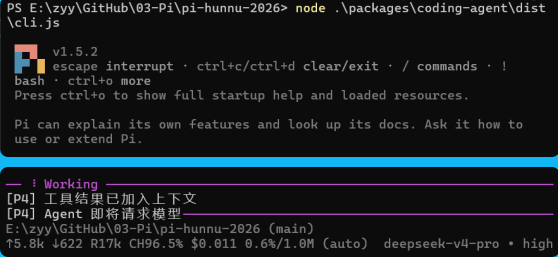 PS E:\zyy\GitHub\03-Pi\pi-hunnu-2026> node .\packages\coding-agent\dist
\cli.js
v1.5.2
escape interrupt · ctrl+c/ctrl+d clear/exit · / commands · !
bash · ctrl+o more
Press ctrl+o to show full startup help and loaded resources.
Pi can explain its own features and look up its docs. Ask it how to
use or extend Pi.
Working
[P4] 工具结果已加入上下文
[P4] Agent 即将请求模型
E:\zyy\GitHub\03-Pi\pi-hunnu-2026 (main)
↑5.8k ↓622 R17k CH96.5% $0.011 0.6%/1.0M (auto) deepseek-v4-pro • high